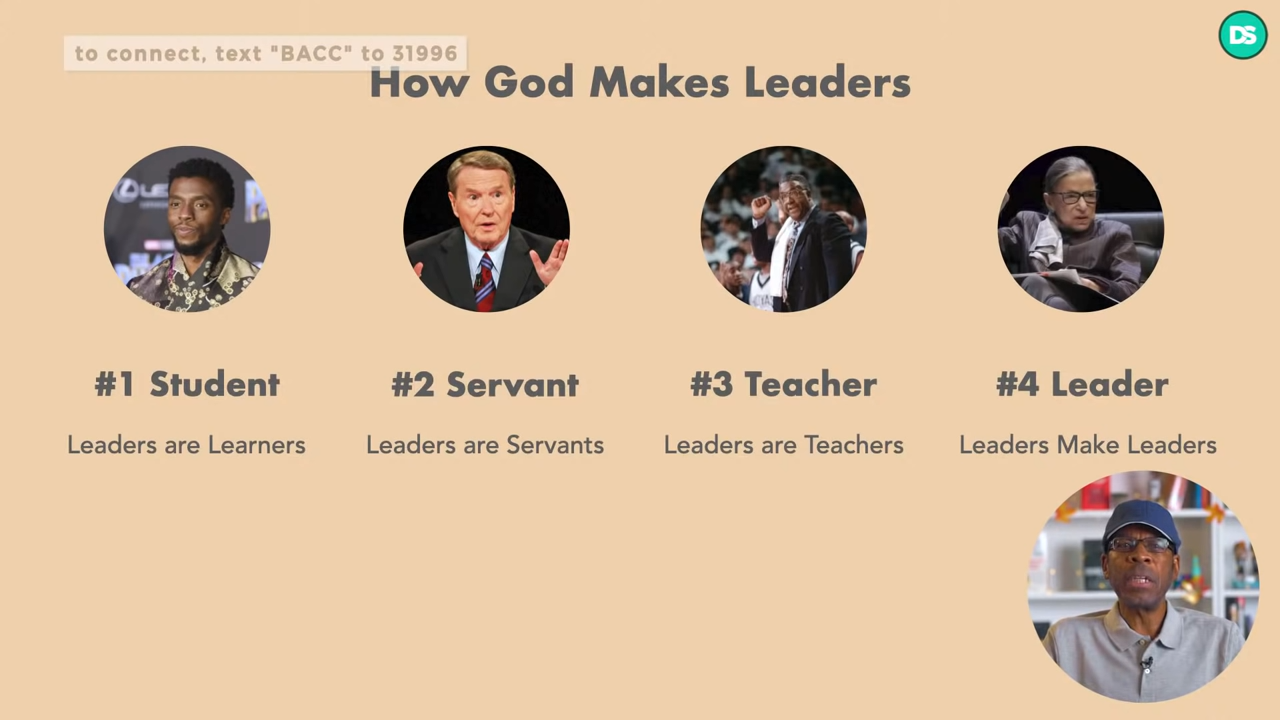 to connect, text "BACC" to 31996
DS
How God Makes Leaders
#1 Student
#2 Servant
#3 Teacher
#4 Leader
Leaders are Learners
Leaders are Servants
Leaders are Teachers
Leaders Make Leaders